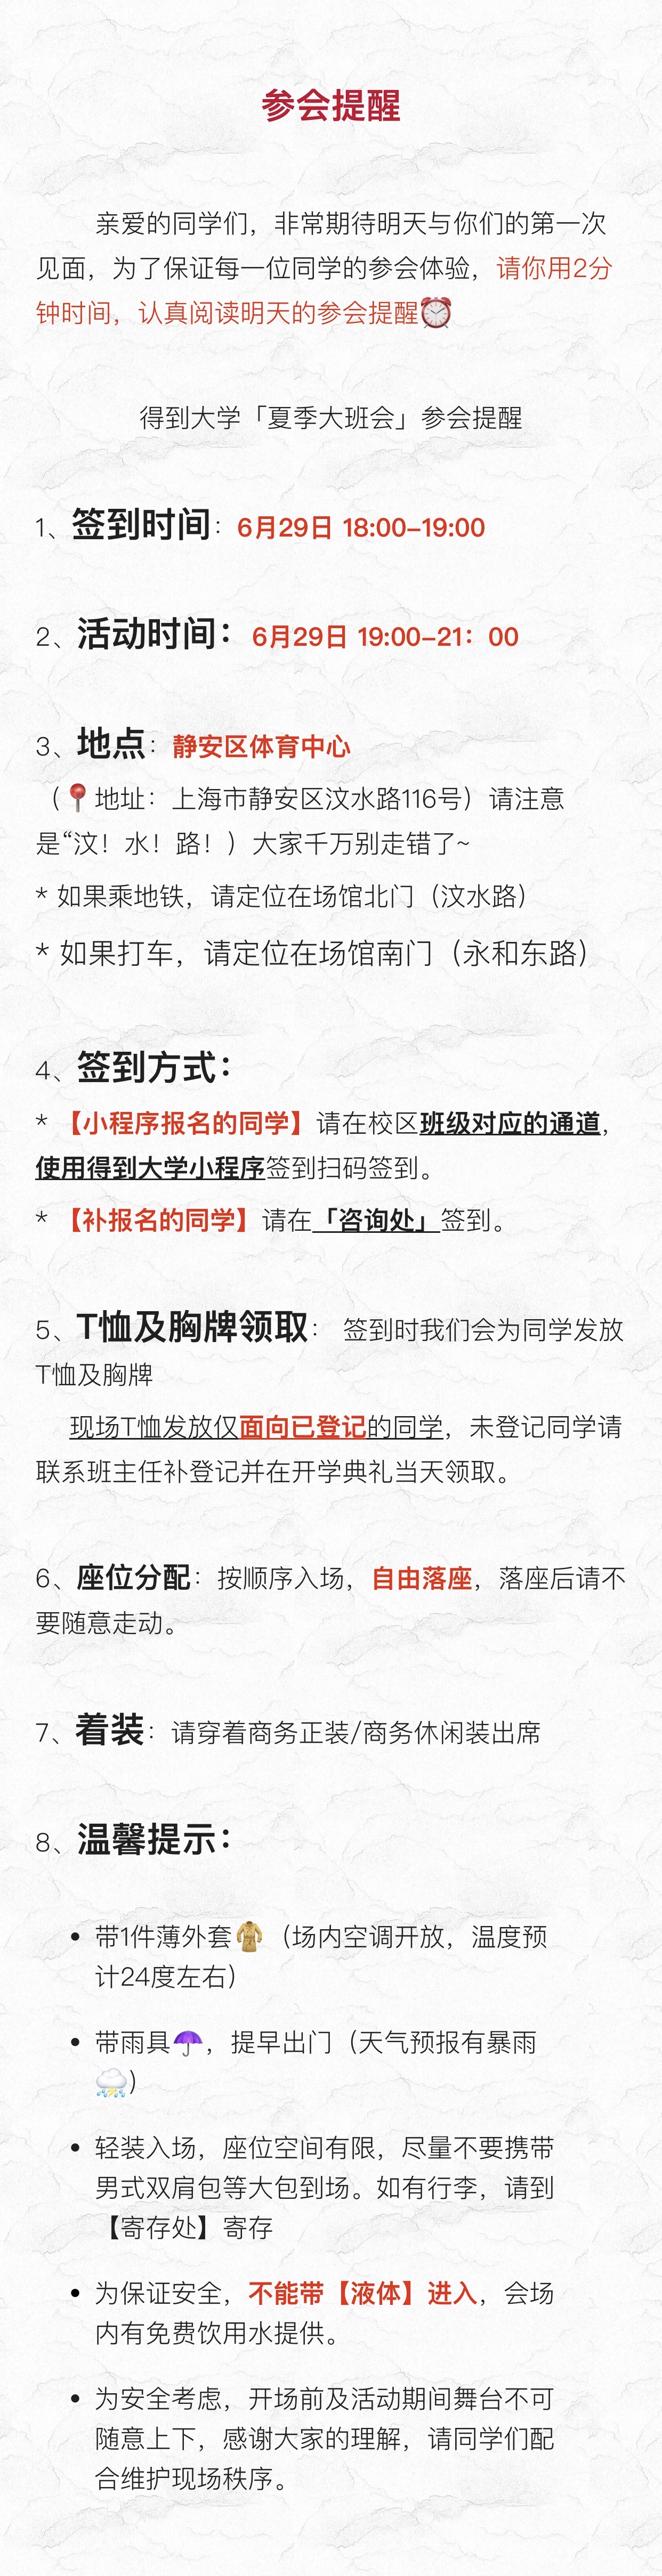 参会提醒
亲爱的同学们，非常期待明天与你们的第一次
见面，为了保证每一位同学的参会体验，请你用2分
钟时间，认真阅读明天的参会提醒⏰
得到大学「夏季大班会」参会提醒
1、签到时间：6月29日 18:00-19:00
2、活动时间：6月29日 19:00-21：00
3、地点：静安区体育中心
（📍地址：上海市静安区汶水路116号）请注意
是“汶！水！路！）大家千万别走错了~
* 如果乘地铁，请定位在场馆北门（汶水路）
* 如果打车，请定位在场馆南门（永和东路）
4、签到方式：
* 【小程序报名的同学】请在校区班级对应的通道，
使用得到大学小程序签到扫码签到。
* 【补报名的同学】请在「咨询处」签到。
5、T恤及胸牌领取： 签到时我们会为同学发放
T恤及胸牌
现场T恤发放仅面向已登记的同学，未登记同学请
联系班主任补登记并在开学典礼当天领取。
6、座位分配：按顺序入场，自由落座，落座后请不
要随意走动。
7、着装：请穿着商务正装/商务休闲装出席
8、温馨提示：
• 带1件薄外套🧥（场内空调开放，温度预
计24度左右）
• 带雨具☂️，提早出门（天气预报有暴雨
⛈️）
• 轻装入场，座位空间有限，尽量不要携带
男式双肩包等大包到场。如有行李，请到
【寄存处】寄存
• 为保证安全，不能带【液体】进入，会场
内有免费饮用水提供。
• 为安全考虑，开场前及活动期间舞台不可
随意上下，感谢大家的理解，请同学们配
合维护现场秩序。